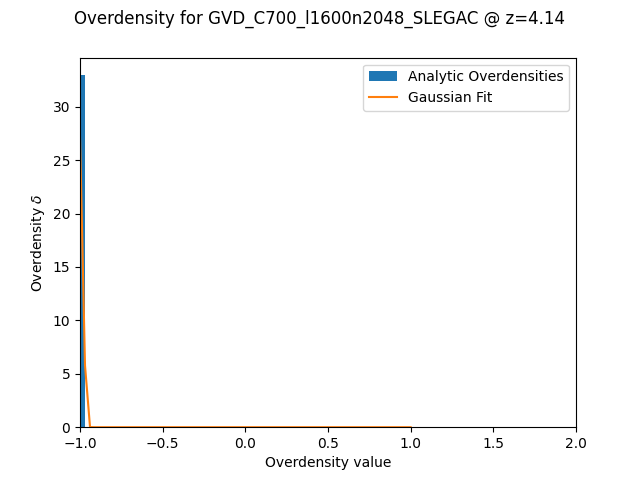 Overdensity for GVD_C700_l1600n2048_SLEGAC @ z=4.14
Analytic Overdensities
Gaussian Fit
Overdensity δ
30
25
20
15
10
5
0
−1.0 −0.5 0.0 0.5 1.0 1.5 2.0
Overdensity value